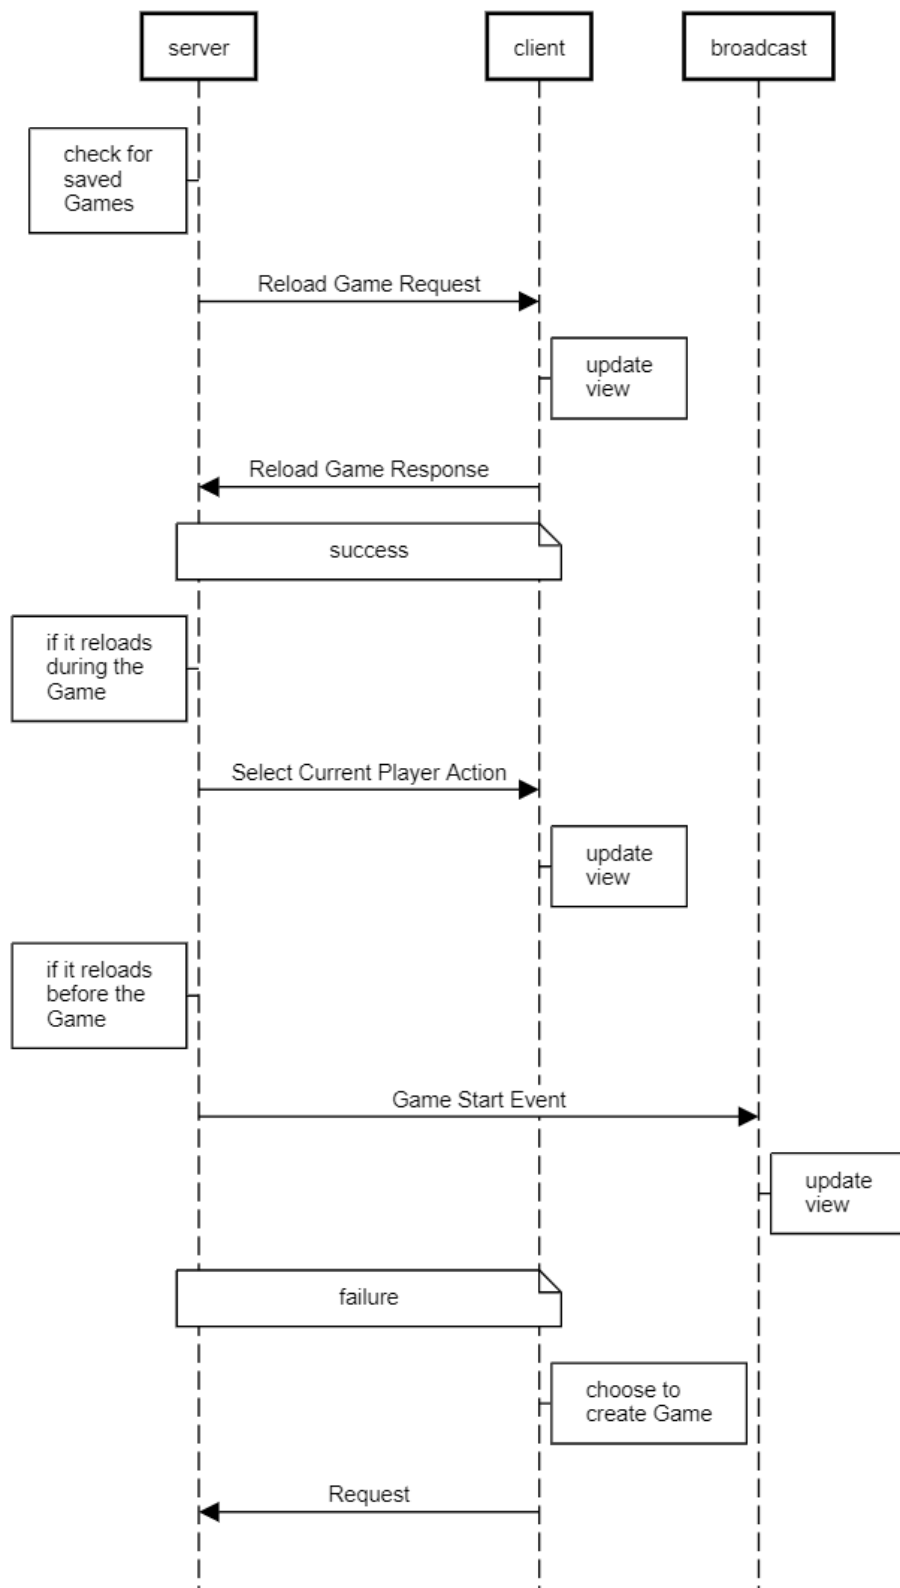 server
client
broadcast
check for
saved
Games
Reload Game Request
update
view
Reload Game Response
success
if it reloads
during the
Game
Select Current Player Action
update
view
if it reloads
before the
Game
Game Start Event
update
view
failure
choose to
create Game
Request